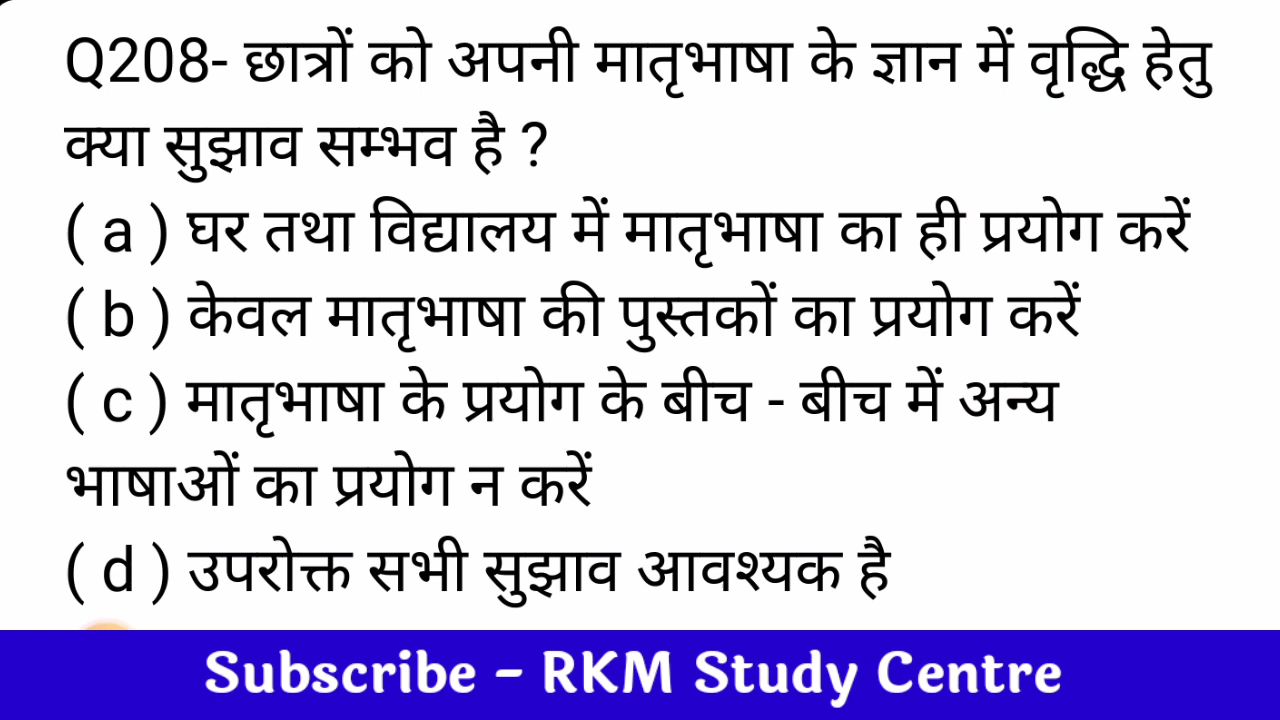 Q208- छात्रों को अपनी मातृभाषा के ज्ञान में वृद्धि हेतु
क्या सुझाव सम्भव है ?
( a ) घर तथा विद्यालय में मातृभाषा का ही प्रयोग करें
( b ) केवल मातृभाषा की पुस्तकों का प्रयोग करें
( c ) मातृभाषा के प्रयोग के बीच - बीच में अन्य
भाषाओं का प्रयोग न करें
( d ) उपरोक्त सभी सुझाव आवश्यक है
Subscribe - RKM Study Centre